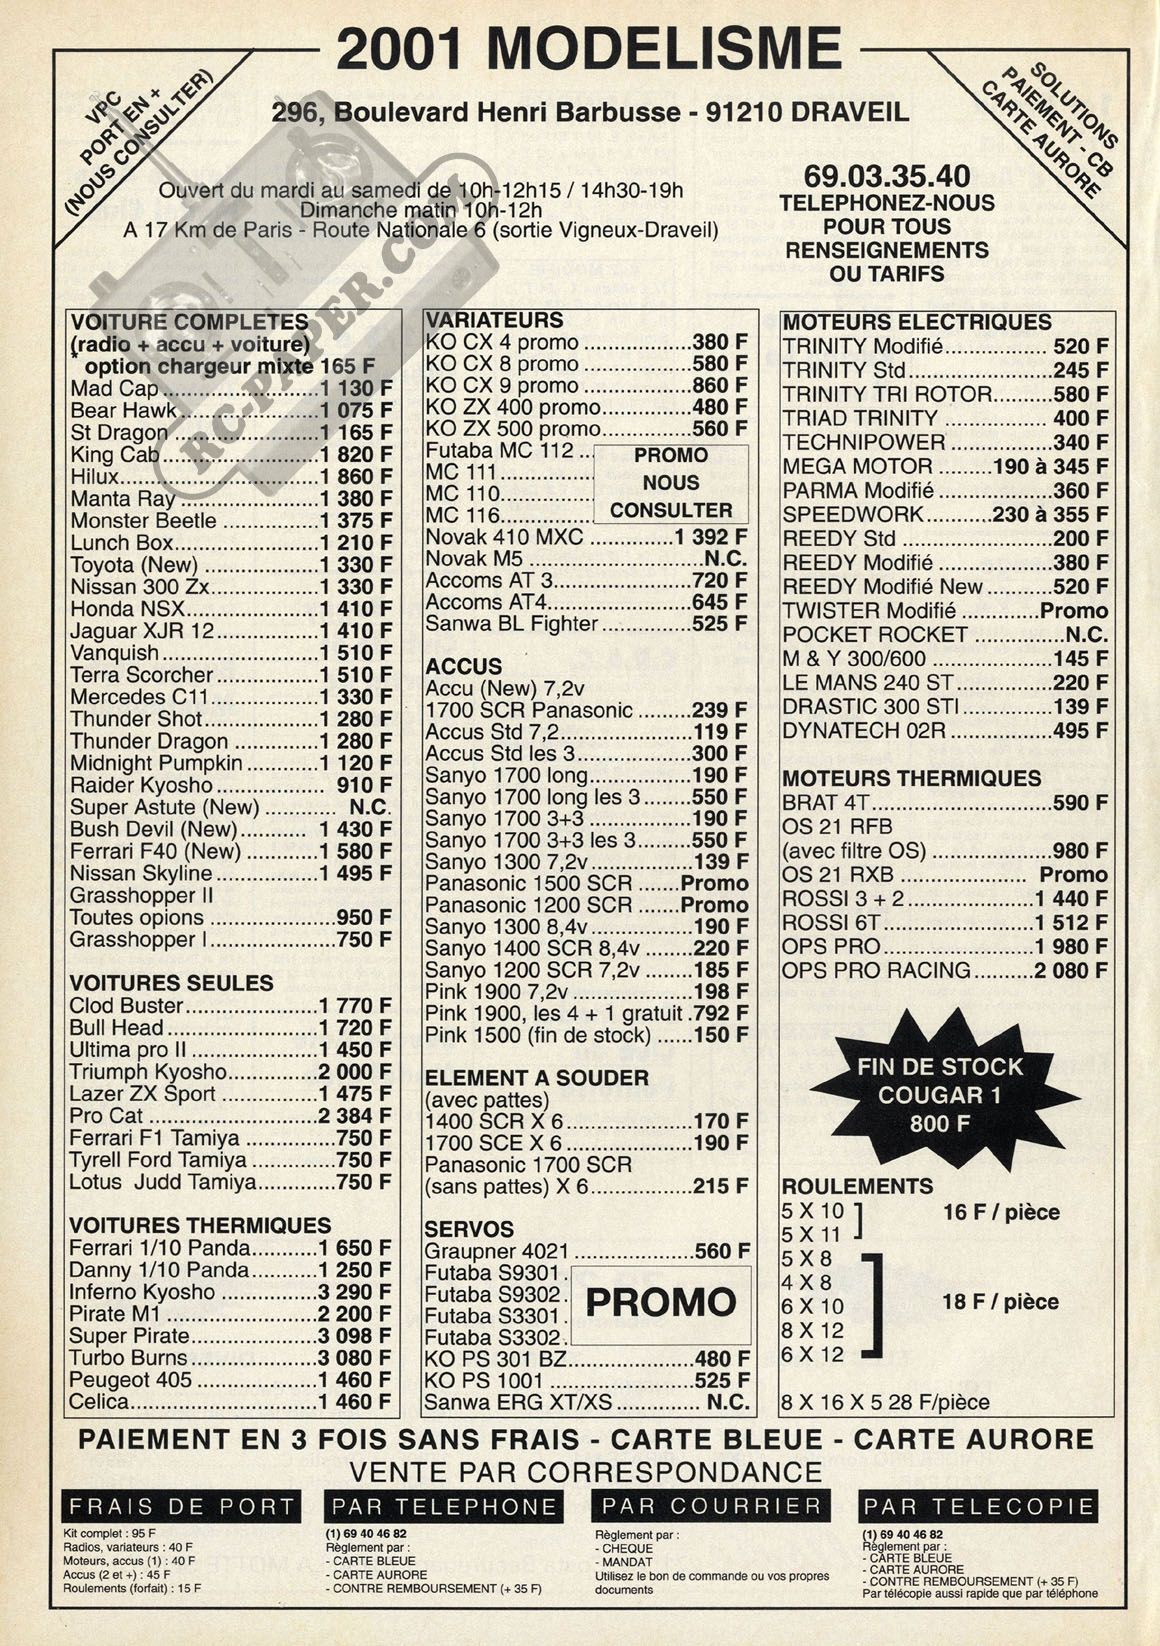 2001 MODELISME
VPC
PORT EN +
(NOUS CONSULTER)
SOLUTIONS
PAIEMENT - CB
CARTE AURORE
296, Boulevard Henri Barbusse - 91210 DRAVEIL
Ouvert du mardi au samedi de 10h-12h15 / 14h30-19h
Dimanche matin 10h-12h
A 17 Km de Paris - Route Nationale 6 (sortie Vigneux-Draveil)
69.03.35.40
TELEPHONEZ-NOUS
POUR TOUS
RENSEIGNEMENTS
OU TARIFS
RC-PAPER.COM
VOITURE COMPLETES
(radio + accu + voiture)
* option chargeur mixte 165 F
Mad Cap..................1 130 F
Bear Hawk..................1 075 F
St Dragon..................1 165 F
King Cab..................1 820 F
Hilux..................1 860 F
Manta Ray..................1 380 F
Monster Beetle..................1 375 F
Lunch Box..................1 210 F
Toyota (New)..................1 330 F
Nissan 300 Zx..................1 330 F
Honda NSX..................1 410 F
Jaguar XJR 12..................1 410 F
Vanquish..................1 510 F
Terra Scorcher..................1 510 F
Mercedes C11..................1 330 F
Thunder Shot..................1 280 F
Thunder Dragon..................1 280 F
Midnight Pumpkin..................1 120 F
Raider Kyosho..................910 F
Super Astute (New)..................N.C.
Bush Devil (New)..................1 430 F
Ferrari F40 (New)..................1 580 F
Nissan Skyline..................1 495 F
Grasshopper II
Toutes opions..................950 F
Grasshopper I..................750 F
VOITURES SEULES
Clod Buster..................1 770 F
Bull Head..................1 720 F
Ultima pro II..................1 450 F
Triumph Kyosho..................2 000 F
Lazer ZX Sport..................1 475 F
Pro Cat..................2 384 F
Ferrari F1 Tamiya..................750 F
Tyrell Ford Tamiya..................750 F
Lotus Judd Tamiya..................750 F
VOITURES THERMIQUES
Ferrari 1/10 Panda..................1 650 F
Danny 1/10 Panda..................1 250 F
Inferno Kyosho..................3 290 F
Pirate M1..................2 200 F
Super Pirate..................3 098 F
Turbo Burns..................3 080 F
Peugeot 405..................1 460 F
Celica..................1 460 F
VARIATEURS
KO CX 4 promo..................380 F
KO CX 8 promo..................580 F
KO CX 9 promo..................860 F
KO ZX 400 promo..................480 F
KO ZX 500 promo..................560 F
Futaba MC 112...
MC 111..................
MC 110..................
MC 116..................
PROMO
NOUS
CONSULTER
Novak 410 MXC..................1 392 F
Novak M5..................N.C.
Accoms AT 3..................720 F
Accoms AT4..................645 F
Sanwa BL Fighter..................525 F
ACCUS
Accu (New) 7,2v
1700 SCR Panasonic..................239 F
Accus Std 7,2..................119 F
Accus Std les 3..................300 F
Sanyo 1700 long..................190 F
Sanyo 1700 long les 3..................550 F
Sanyo 1700 3+3..................190 F
Sanyo 1700 3+3 les 3..................550 F
Sanyo 1300 7,2v..................139 F
Panasonic 1500 SCR.......Promo
Panasonic 1200 SCR.......Promo
Sanyo 1300 8,4v..................190 F
Sanyo 1400 SCR 8,4v......220 F
Sanyo 1200 SCR 7,2v......185 F
Pink 1900 7,2v..................198 F
Pink 1900, les 4 + 1 gratuit .792 F
Pink 1500 (fin de stock) ......150 F
ELEMENT A SOUDER
(avec pattes)
1400 SCR X 6..................170 F
1700 SCE X 6..................190 F
Panasonic 1700 SCR
(sans pattes) X 6..................215 F
SERVOS
Graupner 4021..................560 F
Futaba S9301.
Futaba S9302.
Futaba S3301.
Futaba S3302.
PROMO
KO PS 301 BZ..................480 F
KO PS 1001..................525 F
Sanwa ERG XT/XS..................N.C.
MOTEURS ELECTRIQUES
TRINITY Modifié..................520 F
TRINITY Std..................245 F
TRINITY TRI ROTOR.........580 F
TRIAD TRINITY..................400 F
TECHNIPOWER..................340 F
MEGA MOTOR.........190 à 345 F
PARMA Modifié..................360 F
SPEEDWORK..........230 à 355 F
REEDY Std..................200 F
REEDY Modifié..................380 F
REEDY Modifié New..........520 F
TWISTER Modifié.............Promo
POCKET ROCKET..............N.C.
M & Y 300/600..................145 F
LE MANS 240 ST..............220 F
DRASTIC 300 STI..............139 F
DYNATECH 02R...............495 F
MOTEURS THERMIQUES
BRAT 4T..................590 F
OS 21 RFB
(avec filtre OS)..................980 F
OS 21 RXB..................Promo
ROSSI 3 + 2..................1 440 F
ROSSI 6T..................1 512 F
OPS PRO..................1 980 F
OPS PRO RACING.........2 080 F
FIN DE STOCK
COUGAR 1
800 F
ROULEMENTS
5 X 10
5 X 11
16 F / pièce
5 X 8
4 X 8
6 X 10
8 X 12
6 X 12
18 F / pièce
8 X 16 X 5 28 F/pièce
PAIEMENT EN 3 FOIS SANS FRAIS - CARTE BLEUE - CARTE AURORE
VENTE PAR CORRESPONDANCE
FRAIS DE PORT
Kit complet : 95 F
Radios, variateurs : 40 F
Moteurs, accus (1) : 40 F
Accus (2 et +) : 45 F
Roulements (forfait) : 15 F
PAR TELEPHONE
(1) 69 40 46 82
Règlement par :
- CARTE BLEUE
- CARTE AURORE
- CONTRE REMBOURSEMENT (+ 35 F)
PAR COURRIER
Règlement par :
- CHEQUE
- MANDAT
Utilisez le bon de commande ou vos propres
documents
PAR TELECOPIE
(1) 69 40 46 82
Règlement par :
- CARTE BLEUE
- CARTE AURORE
- CONTRE REMBOURSEMENT (+ 35 F)
Par télécopie aussi rapide que par téléphone